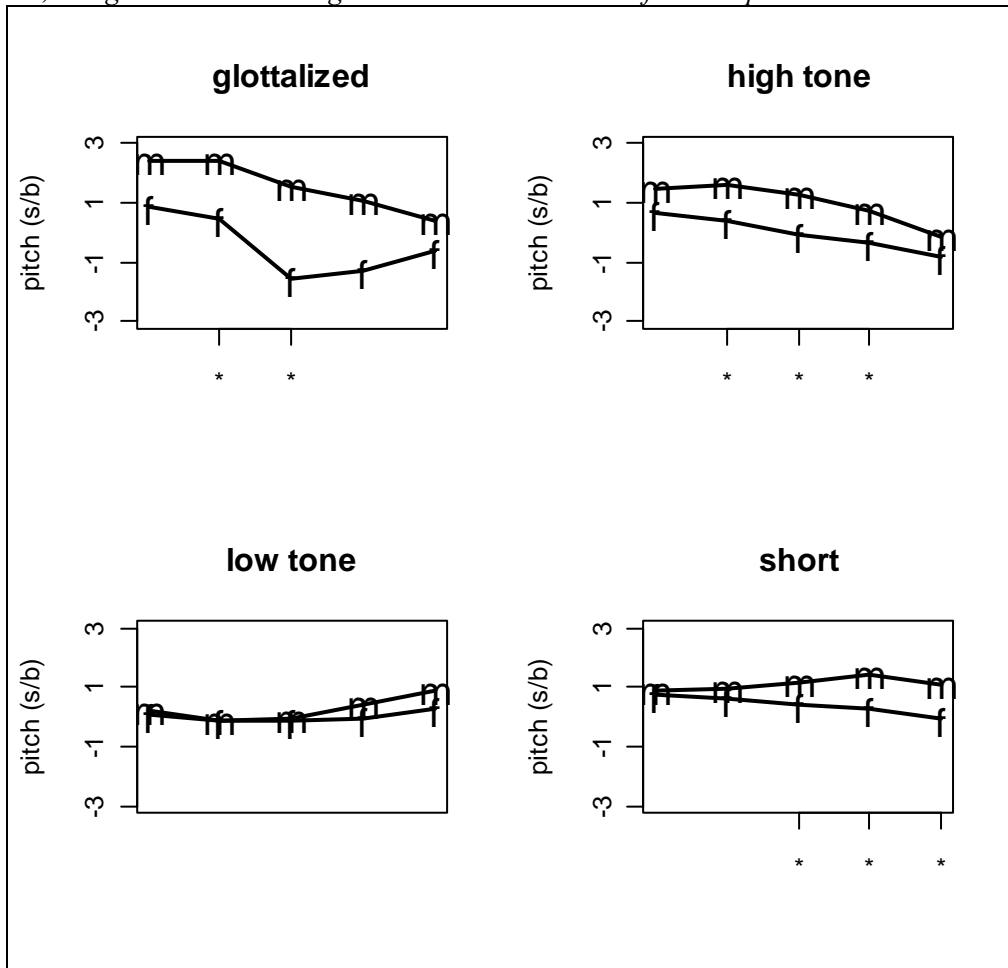 glottalized
pitch (s/b)
3
1
-1
-3
m m m m m
f f f f f
* *
high tone
pitch (s/b)
3
1
-1
-3
m m m m m
f f f f f
* * *
low tone
pitch (s/b)
3
1
-1
-3
m m m m m
f f f f f
short
pitch (s/b)
3
1
-1
-3
m m m m m
f f f f f
* * *